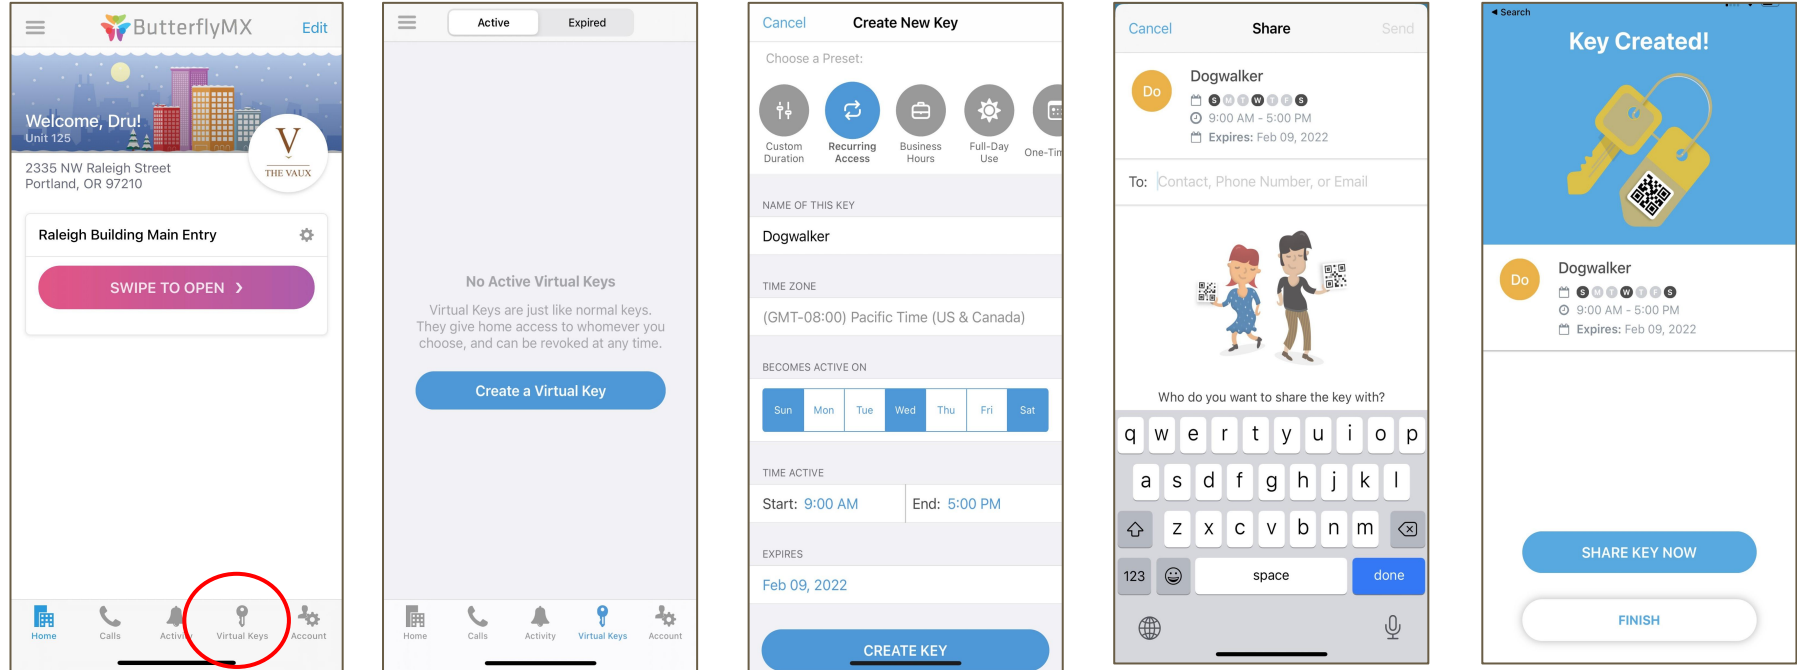 ButterflyMX
Edit
Welcome, Dru!
Unit 125
V
THE VAUX
2335 NW Raleigh Street
Portland, OR 97210
Raleigh Building Main Entry
SWIPE TO OPEN
Home
Calls
Activity
Virtual Keys
Account
Active
Expired
No Active Virtual Keys
Virtual Keys are just like normal keys.
They give home access to whomever you
choose, and can be revoked at any time.
Create a Virtual Key
Home
Calls
Activity
Virtual Keys
Account
Cancel
Create New Key
Choose a Preset:
Custom
Duration
Recurring
Access
Business
Hours
Full-Day
Use
One-Tim
NAME OF THIS KEY
Dogwalker
TIME ZONE
(GMT-08:00) Pacific Time (US & Canada)
BECOMES ACTIVE ON
Sun Mon Tue Wed Thu Fri Sat
TIME ACTIVE
Start: 9:00 AM
End: 5:00 PM
EXPIRES
Feb 09, 2022
CREATE KEY
Cancel
Share
Send
Do
Dogwalker
S M T W T F S
9:00 AM - 5:00 PM
Expires: Feb 09, 2022
To: Contact, Phone Number, or Email
Who do you want to share the key with?
q w e r t y u i o p
a s d f g h j k l
z x c v b n m
123
space
done
Search
Key Created!
Do
Dogwalker
S M T W T F S
9:00 AM - 5:00 PM
Expires: Feb 09, 2022
SHARE KEY NOW
FINISH